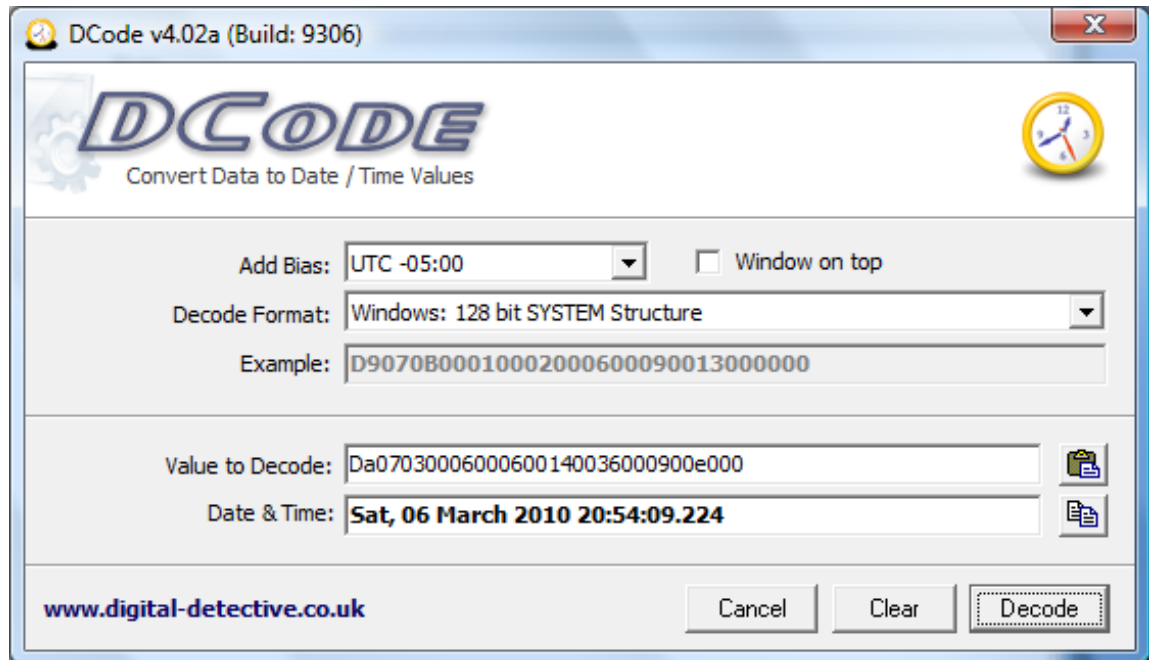 DCode v4.02a (Build: 9306)
DCODE
Convert Data to Date / Time Values
Add Bias: UTC -05:00 Window on top
Decode Format: Windows: 128 bit SYSTEM Structure
Example: D9070B00010002000600090013000000
Value to Decode: Da07030006000600140036000900e000
Date & Time: Sat, 06 March 2010 20:54:09.224
www.digital-detective.co.uk Cancel Clear Decode